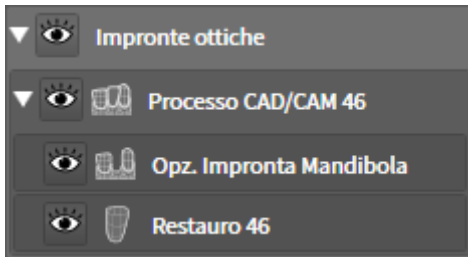 Impronte ottiche
Processo CAD/CAM 46
Opz. Impronta Mandibola
Restauro 46